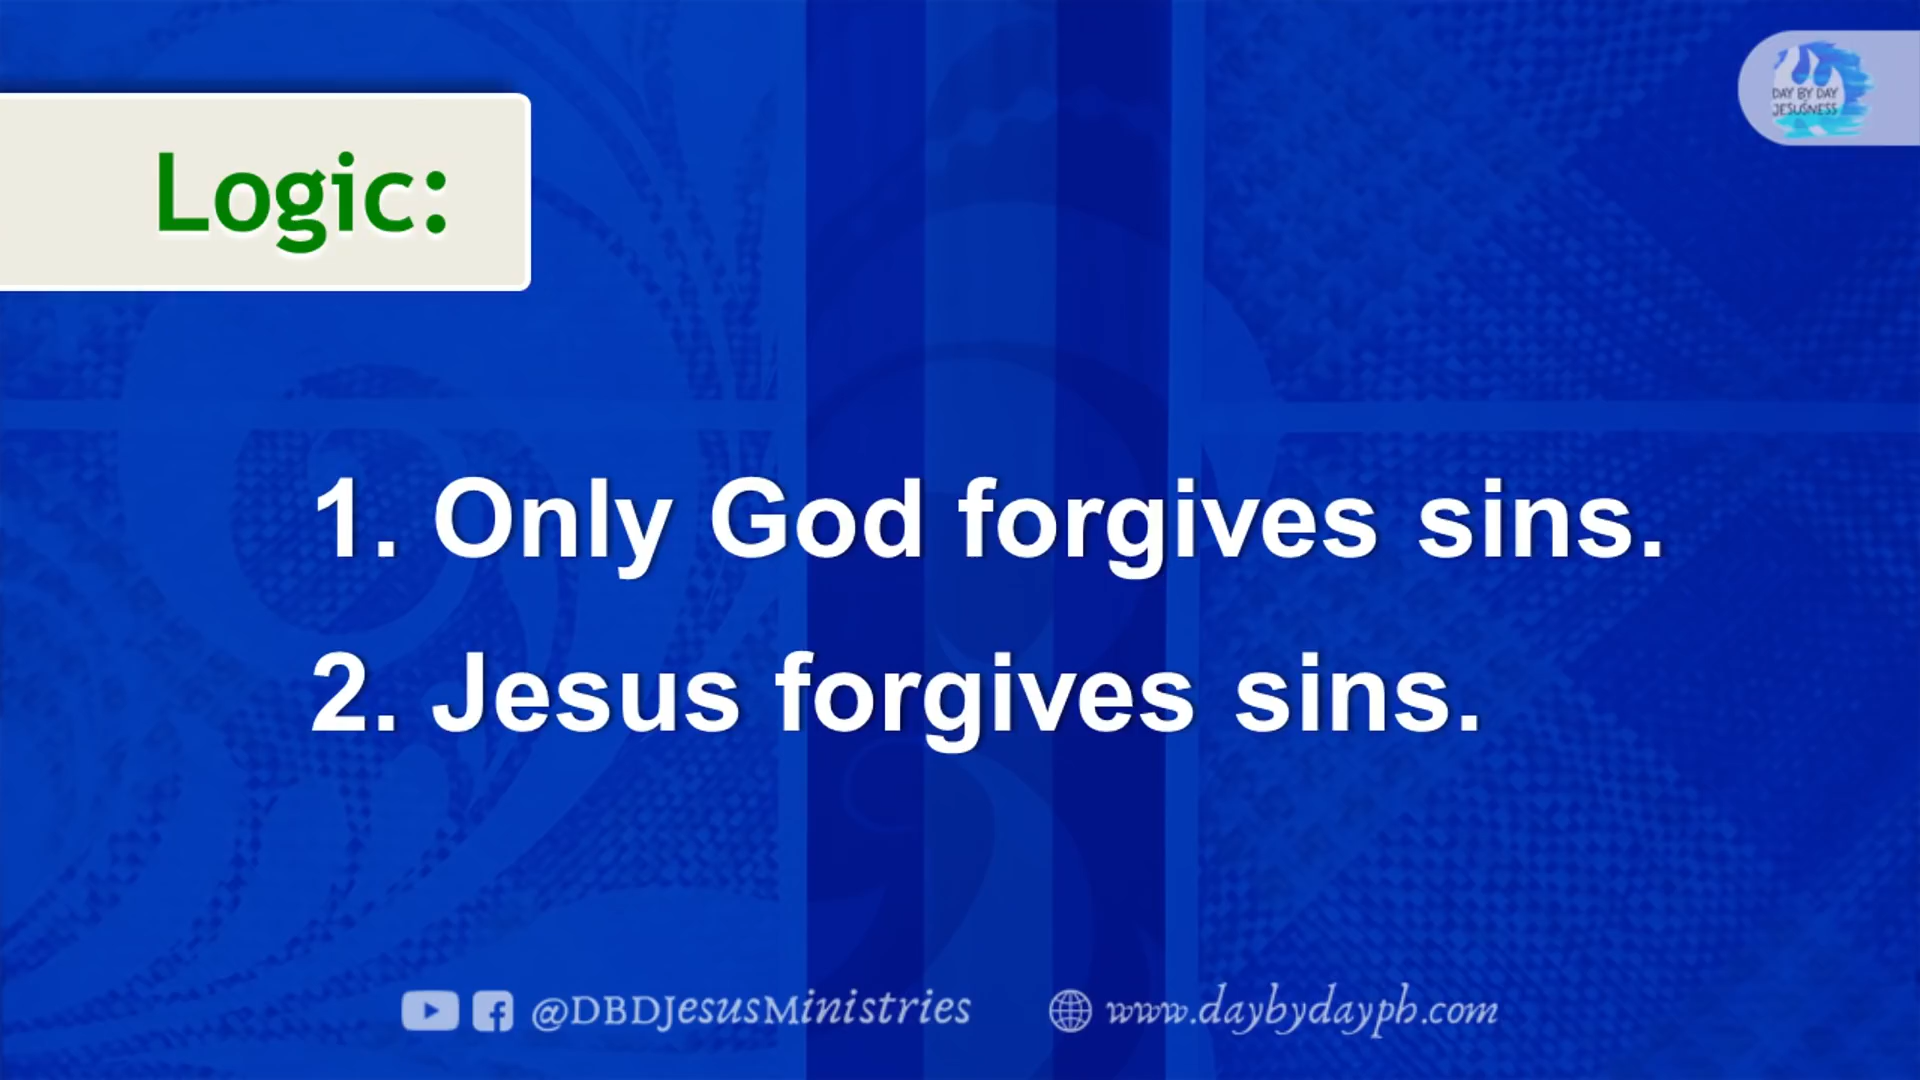 DAY BY DAY
JESUSNESS
Logic:
1. Only God forgives sins.
2. Jesus forgives sins.
@DBDJesusMinistries www.daybydayph.com